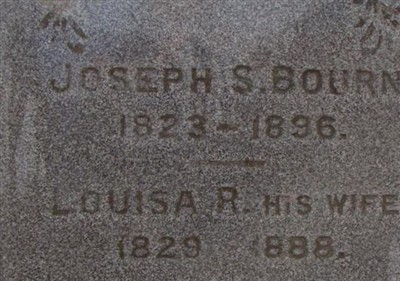 JOSEPH S. BOURN
1823 - 1896.
LOUISA R. HIS WIFE
1829 1888.